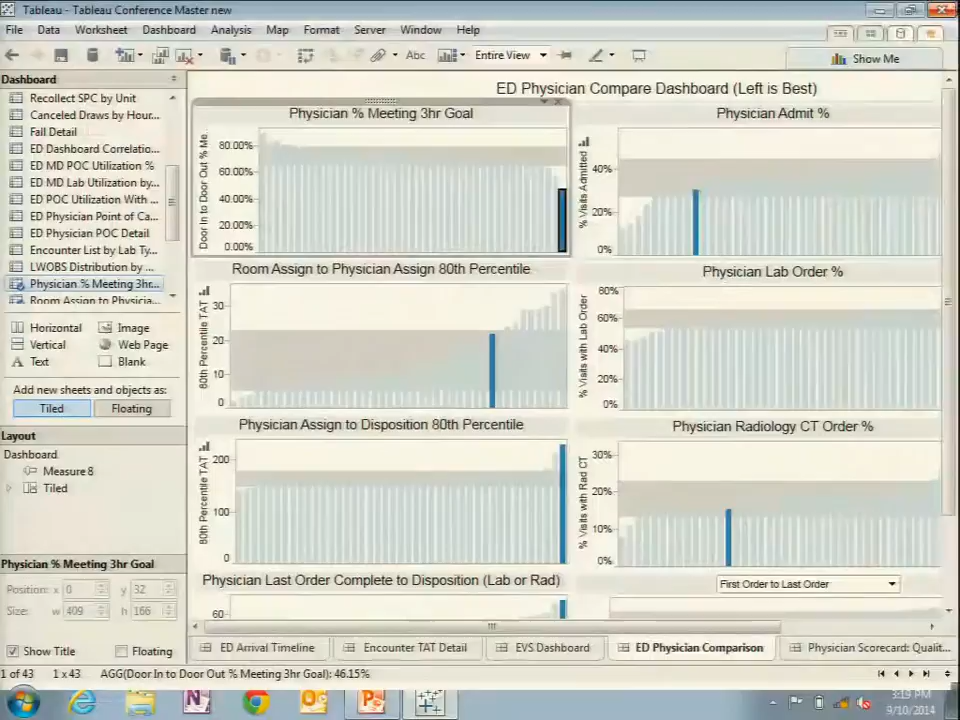 Tableau - Tableau Conference Master new
File Data Worksheet Dashboard Analysis Map Format Server Window Help
Abc Entire View Show Me
Dashboard
Recollect SPC by Unit
Canceled Draws by Hour...
Fall Detail
ED Dashboard Correlatio...
ED MD POC Utilization %
ED MD Lab Utilization by...
ED POC Utilization With ...
ED Physician Point of Ca...
ED Physician POC Detail
Encounter List by Lab Ty...
LWOBS Distribution by ...
Physician % Meeting 3hr...
Room Assign to Physicia...
Horizontal Image
Vertical Web Page
A Text Blank
Add new sheets and objects as:
Tiled Floating
Layout
Dashboard
Measure 8
Tiled
Physician % Meeting 3hr Goal
Position: x 0 y 32
Size: w 409 h 166
Show Title Floating
ED Physician Compare Dashboard (Left is Best)
Physician % Meeting 3hr Goal
Door In to Door Out % Me
80.00%
60.00%
40.00%
20.00%
0.00%
Physician Admit %
% Visits Admitted
40%
20%
0%
Room Assign to Physician Assign 80th Percentile
80th Percentile TAT
30
20
10
0
Physician Lab Order %
% Visits with Lab Order
80%
60%
40%
20%
0%
Physician Assign to Disposition 80th Percentile
80th Percentile TAT
200
100
0
Physician Radiology CT Order %
% Visits with Rad CT
30%
20%
10%
0%
Physician Last Order Complete to Disposition (Lab or Rad)
60
First Order to Last Order
ED Arrival Timeline Encounter TAT Detail EVS Dashboard ED Physician Comparison Physician Scorecard: Qualit...
1 of 43 1 x 43 AGG(Door In to Door Out % Meeting 3hr Goal): 46.15%
3:19 PM
9/10/2014